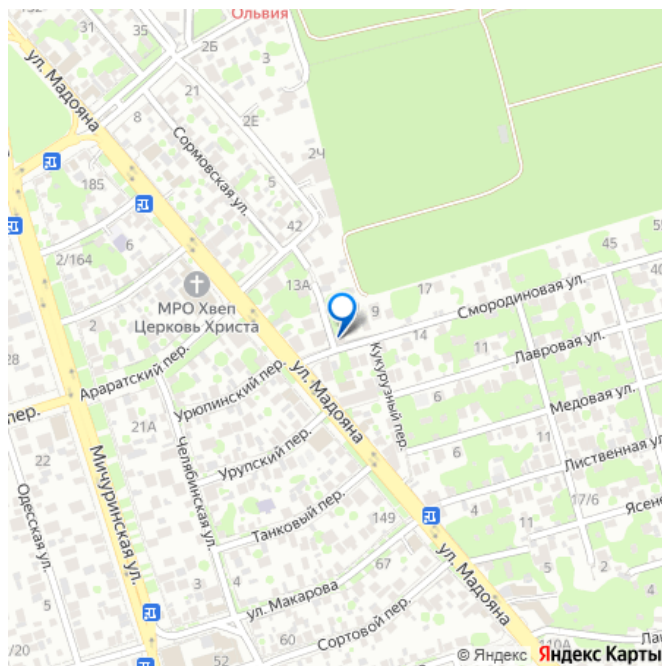 Ольвия
35
2Б
3
ул. Мадояна
21
2Е
8
Сормовская ул.
2Ч
5
185
42
6
2/164
45
55
40
17
13А
9
Смородиновая ул.
МРО Хвеп
Церковь Христа
14
2
11
Лавровая ул.
28
Араратский пер.
Урюпинский пер.
ул. Мадояна
Кукурузный пер.
6
Медовая ул.
пер.
21А
Урупский пер.
6
11
Лиственная ул.
22
Мичуринская ул.
Челябинская ул.
Одесская ул.
Танковый пер.
149
4
17/6
11
Ясене
3
4
67
ул. Мадояна
5
2
ул. Макарова
5
3
4
/20
52
60
Сортовой пер.
110А
Лав
© Яндекс Яндекс Карты